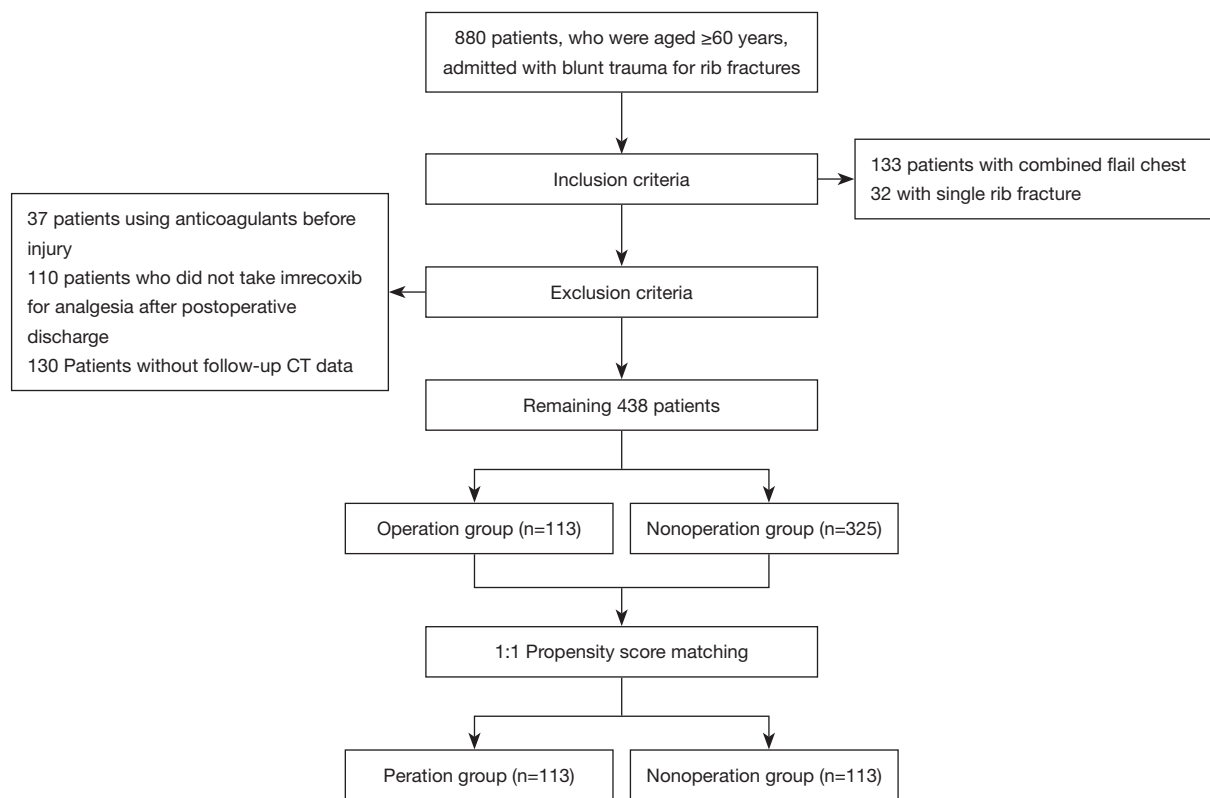 880 patients, who were aged ≥60 years,
admitted with blunt trauma for rib fractures
Inclusion criteria
133 patients with combined flail chest
32 with single rib fracture
37 patients using anticoagulants before
injury
110 patients who did not take imrecoxib
for analgesia after postoperative
discharge
130 Patients without follow-up CT data
Exclusion criteria
Remaining 438 patients
Operation group (n=113)
Nonoperation group (n=325)
1:1 Propensity score matching
Peration group (n=113)
Nonoperation group (n=113)